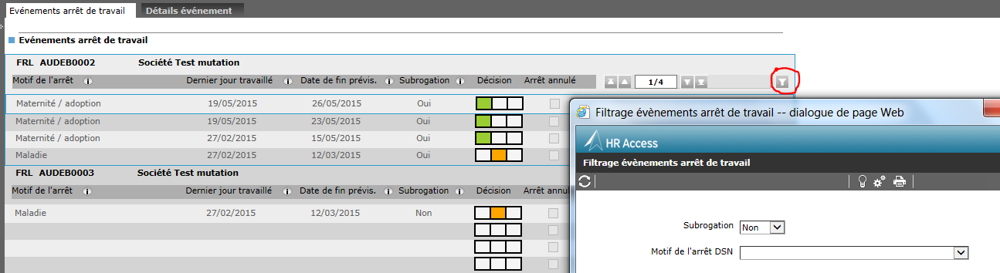 Evénements arrêt de travail Détails événement
Evénements arrêt de travail
FRL AUDEB0002 Société Test mutation
Motif de l'arrêt i Dernier jour travaillé i Date de fin prévis. i Subrogation i Décision Arrêt annulé 1/4
Maternité / adoption 19/05/2015 26/05/2015 Oui
Maternité / adoption 19/05/2015 23/05/2015 Oui
Maternité / adoption 27/02/2015 15/05/2015 Oui
Maladie 27/02/2015 12/03/2015 Oui
FRL AUDEB0003 Société Test mutation
Motif de l'arrêt i Dernier jour travaillé i Date de fin prévis. i Subrogation i Décision Arrêt annul
Maladie 27/02/2015 12/03/2015 Non
Filtrage évènements arrêt de travail -- dialogue de page Web
HR Access
Filtrage évènements arrêt de travail
Subrogation Non
Motif de l'arrêt DSN